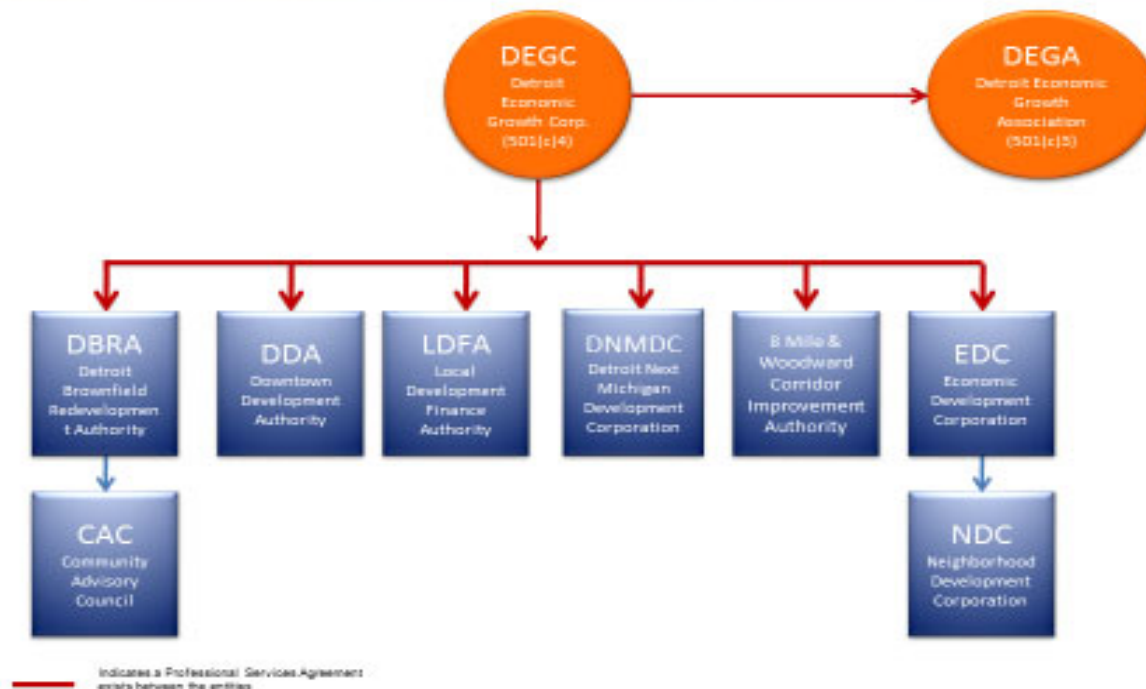 DEGC
Detroit
Economic
Growth Corp.
(501(c)4)
DEGA
Detroit Economic
Growth
Association
(501(c)3)
DBRA
Detroit
Brownfield
Redevelopmen
t Authority
DDA
Downtown
Development
Authority
LDFA
Local
Development
Finance
Authority
DNMDC
Detroit Next
Michigan
Development
Corporation
8 Mile &
Woodward
Corridor
Improvement
Authority
EDC
Economic
Development
Corporation
CAC
Community
Advisory
Council
NDC
Neighborhood
Development
Corporation
Indicates a Professional Services Agreement
exists between the entities